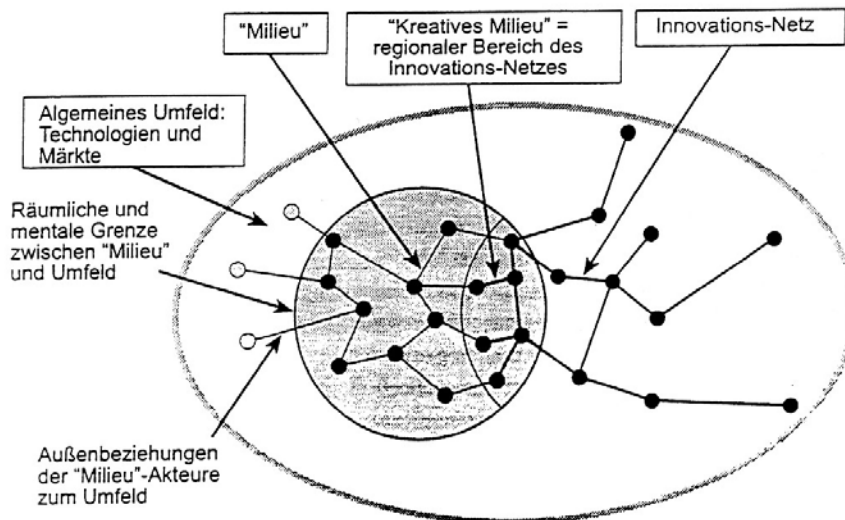 "Milieu"
"Kreatives Milieu" =
regionaler Bereich des
Innovations-Netzes
Innovations-Netz
Algemeines Umfeld:
Technologien und
Märkte
Räumliche und
mentale Grenze
zwischen "Milieu"
und Umfeld
Außenbeziehungen
der "Milieu"-Akteure
zum Umfeld